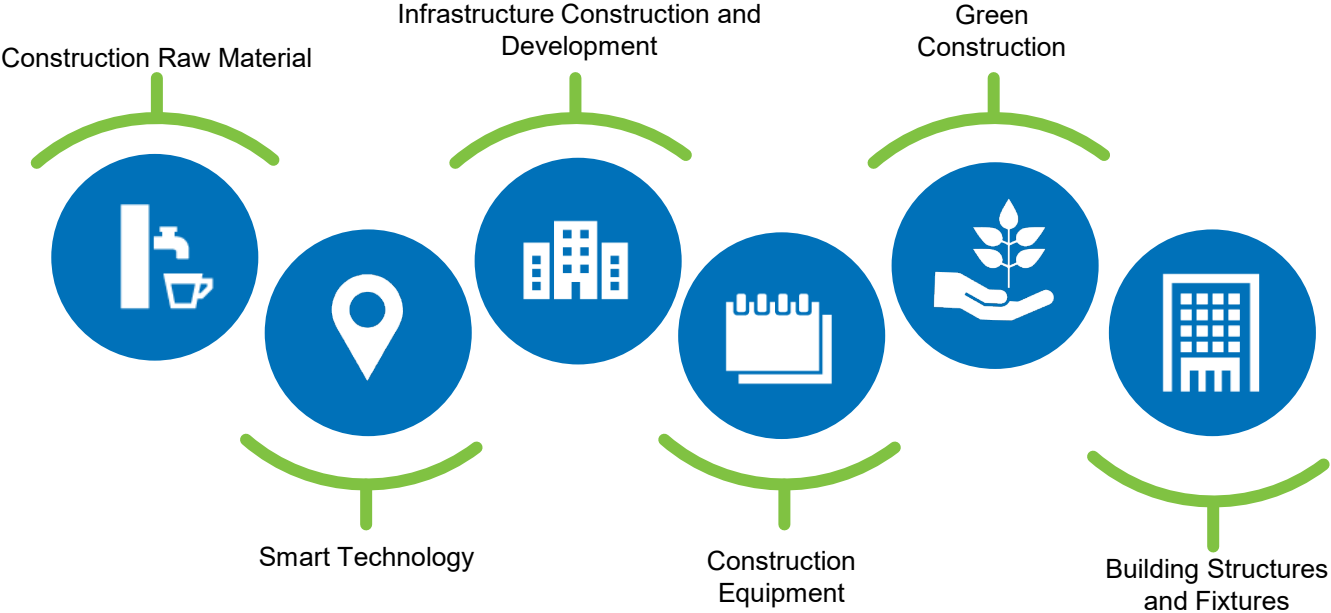 Construction Raw Material
Smart Technology
Infrastructure Construction and
Development
Construction
Equipment
Green
Construction
Building Structures
and Fixtures